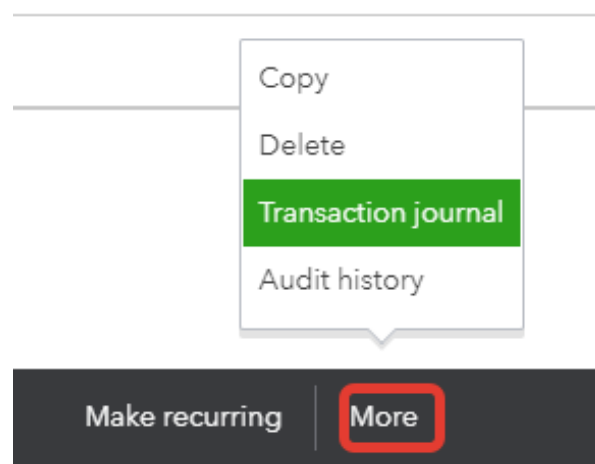 Copy
Delete
Transaction journal
Audit history
Make recurring
More